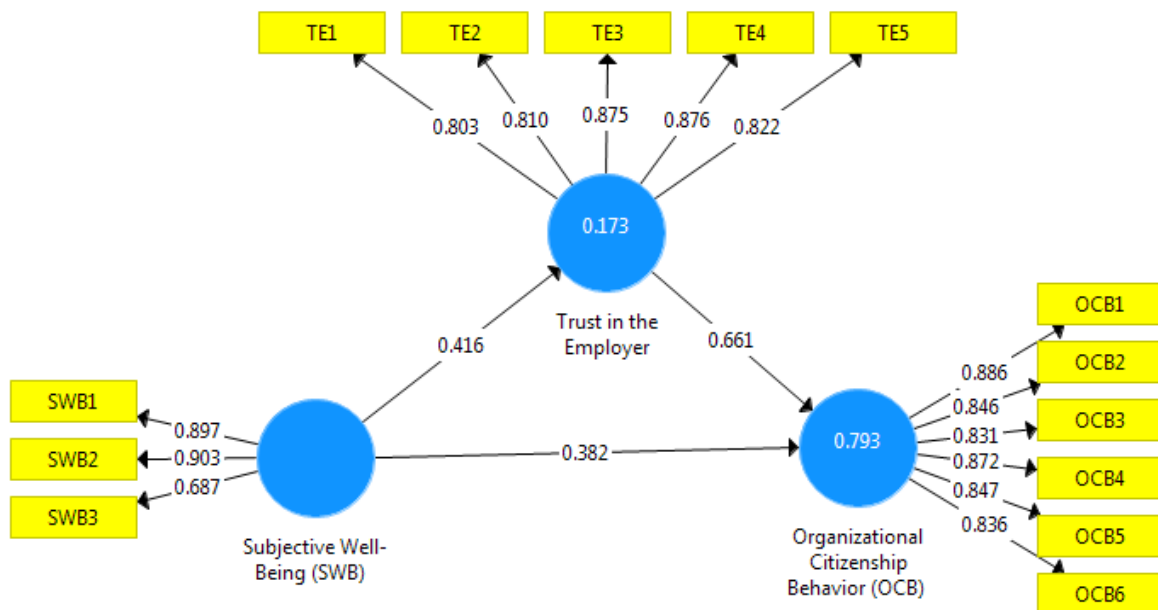 TE1
TE2
TE3
TE4
TE5
0.803
0.810
0.875
0.876
0.822
0.173
Trust in the
Employer
0.416
0.661
SWB1
SWB2
SWB3
0.897
0.903
0.687
Subjective Well-
Being (SWB)
0.382
0.793
Organizational
Citizenship
Behavior (OCB)
0.886
0.846
0.831
0.872
0.847
0.836
OCB1
OCB2
OCB3
OCB4
OCB5
OCB6